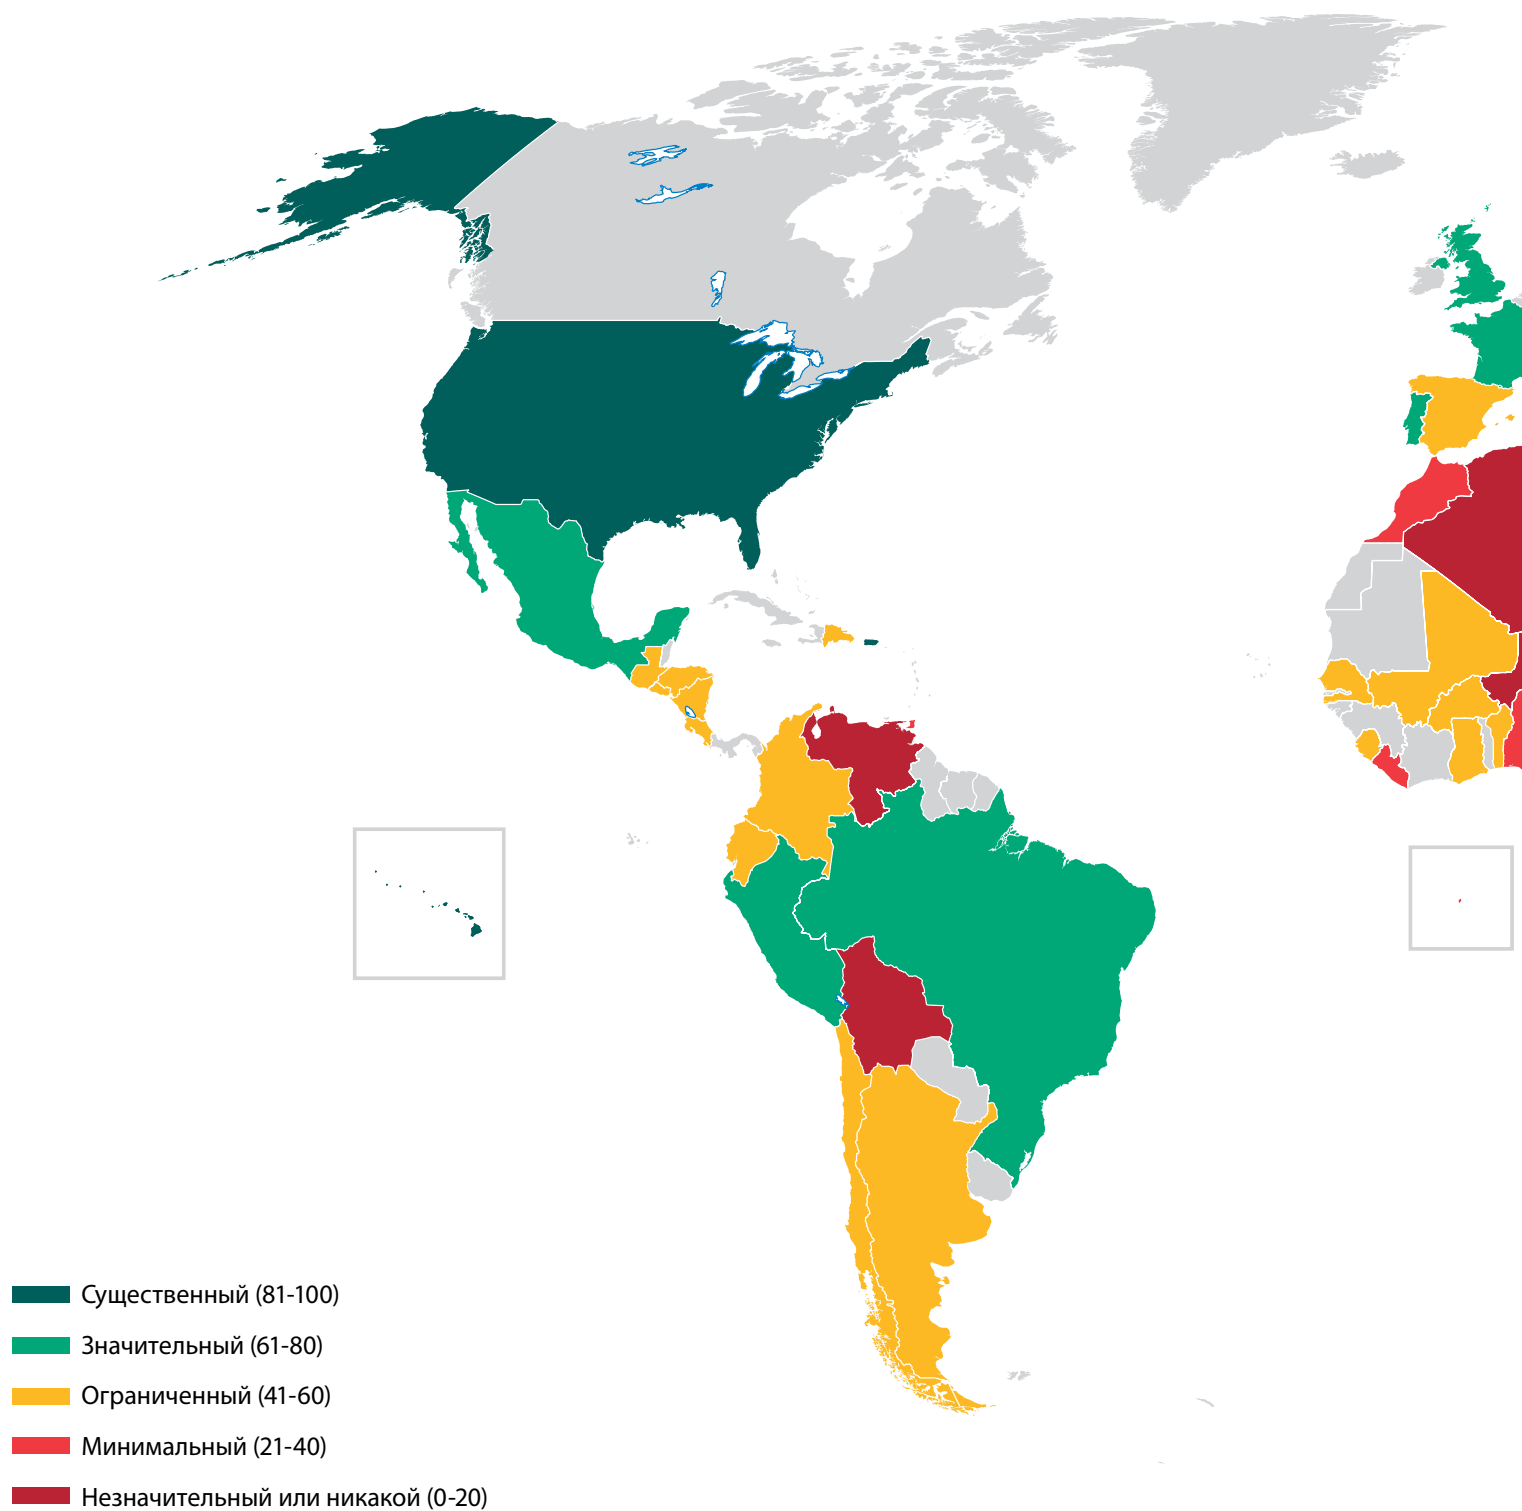 Существенный (81-100)
Значительный (61-80)
Ограниченный (41-60)
Минимальный (21-40)
Незначительный или никакой (0-20)